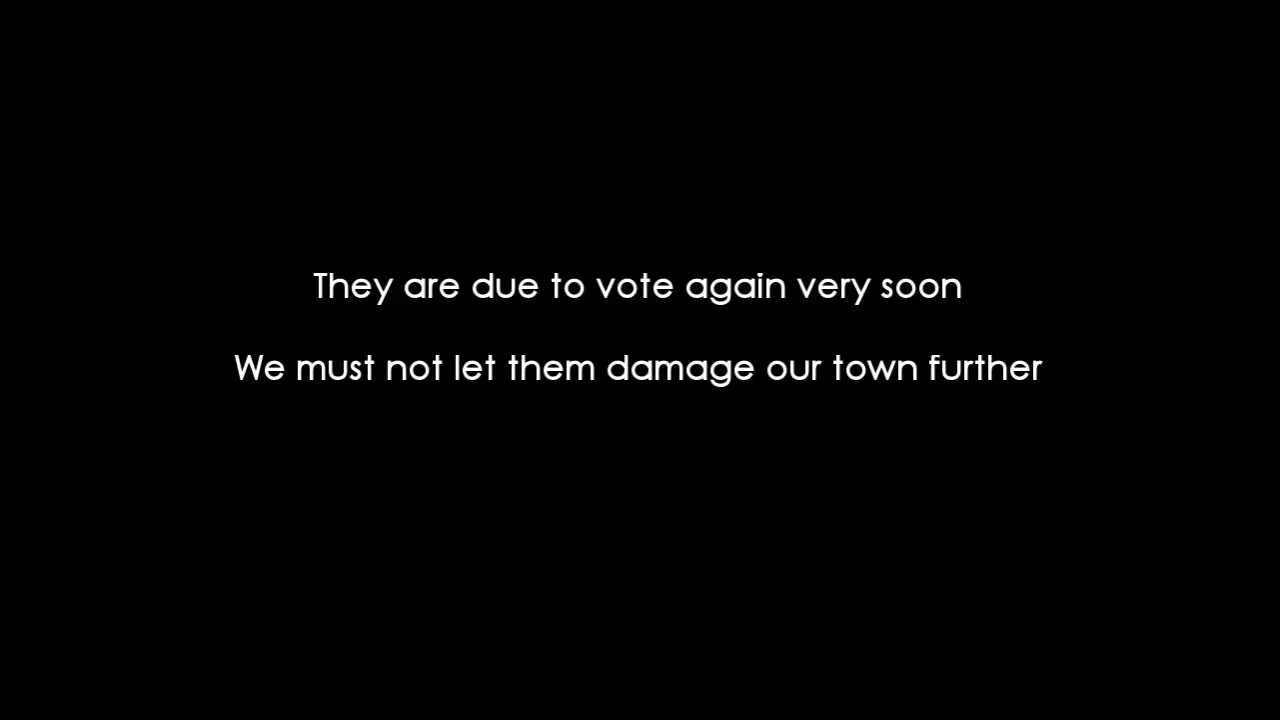 They are due to vote again very soon
We must not let them damage our town further